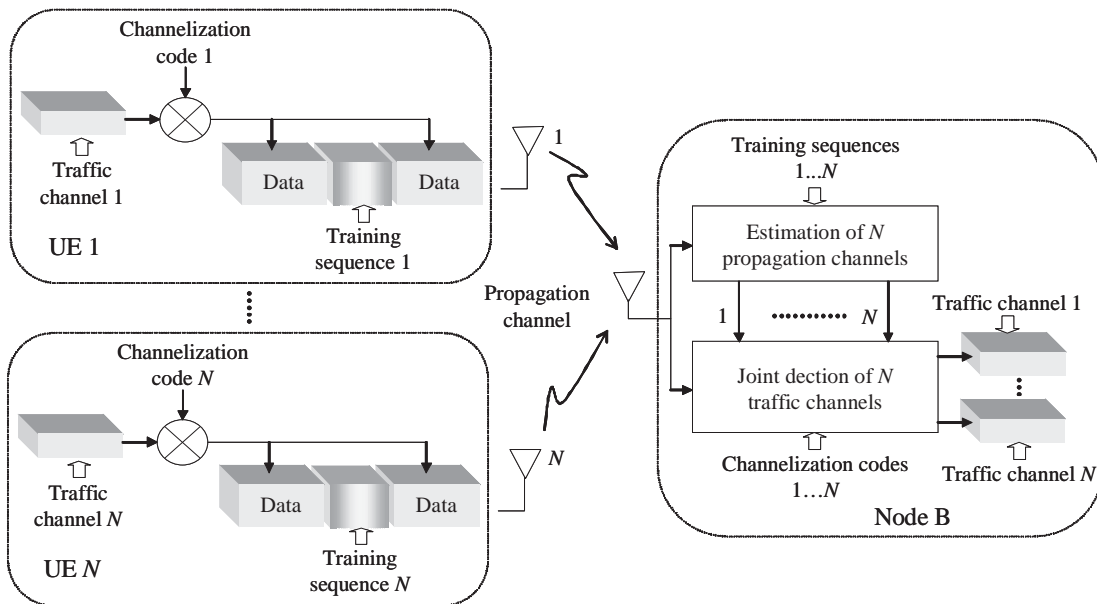 Channelization
code 1
Traffic
channel 1
Data
Data
Training
sequence 1
UE 1
1
Channelization
code N
Traffic
channel N
Data
Data
Training
sequence N
UE N
N
Propagation
channel
Training sequences
1...N
Estimation of N
propagation channels
1
N
Joint dection of N
traffic channels
Channelization codes
1...N
Traffic channel 1
Traffic channel N
Node B